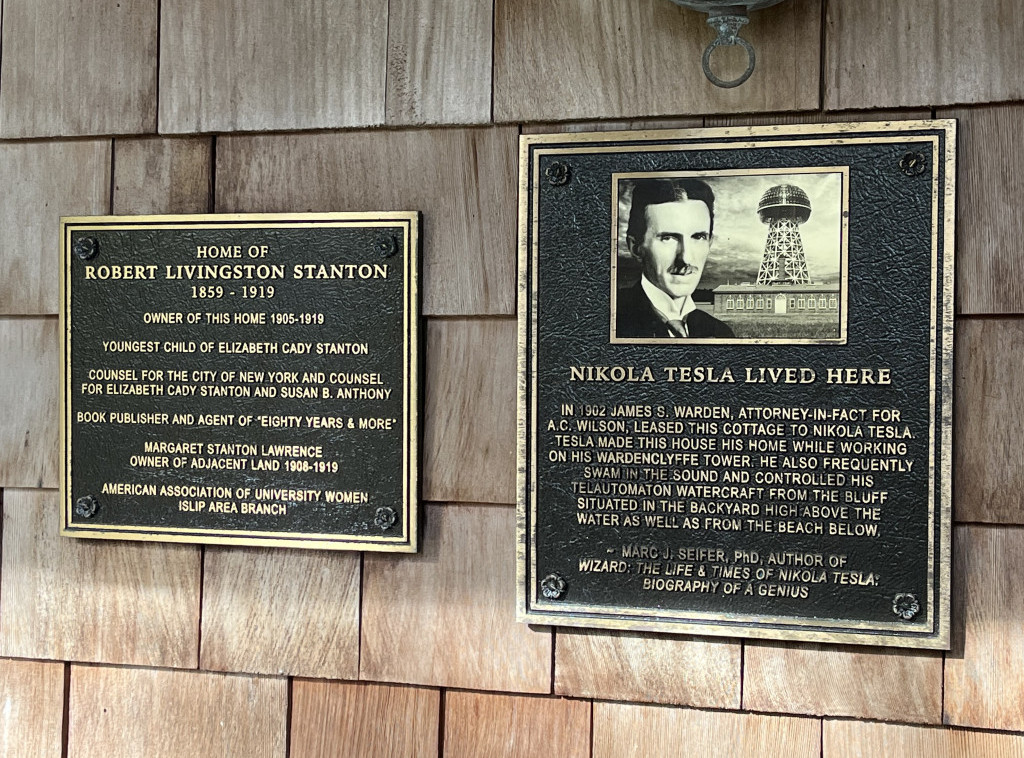 HOME OF
ROBERT LIVINGSTON STANTON
1859 - 1919
OWNER OF THIS HOME 1905-1919
YOUNGEST CHILD OF ELIZABETH CADY STANTON
COUNSEL FOR THE CITY OF NEW YORK AND COUNSEL
FOR ELIZABETH CADY STANTON AND SUSAN B. ANTHONY
BOOK PUBLISHER AND AGENT OF "EIGHTY YEARS & MORE"
MARGARET STANTON LAWRENCE
OWNER OF ADJACENT LAND 1908-1919
AMERICAN ASSOCIATION OF UNIVERSITY WOMEN
ISLIP AREA BRANCH
NIKOLA TESLA LIVED HERE
IN 1902 JAMES S. WARDEN, ATTORNEY-IN-FACT FOR
A.C. WILSON, LEASED THIS COTTAGE TO NIKOLA TESLA.
TESLA MADE THIS HOUSE HIS HOME WHILE WORKING
ON HIS WARDENCLYFFE TOWER. HE ALSO FREQUENTLY
SWAM IN THE SOUND AND CONTROLLED HIS
TELAUTOMATON WATERCRAFT FROM THE BLUFF
SITUATED IN THE BACKYARD HIGH ABOVE THE
WATER AS WELL AS FROM THE BEACH BELOW.
~ MARC J. SEIFER, PhD, AUTHOR OF
WIZARD: THE LIFE & TIMES OF NIKOLA TESLA:
BIOGRAPHY OF A GENIUS